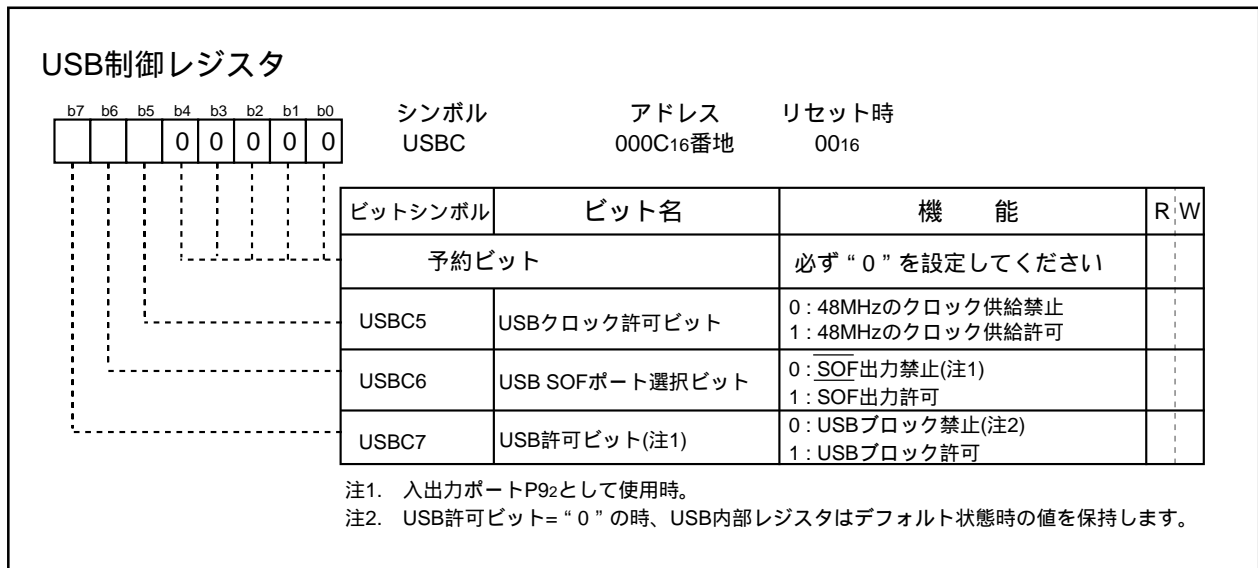 USB制御レジスタ
b7 b6 b5 b4 b3 b2 b1 b0
0 0 0 0 0
シンボル アドレス リセット時
USBC 000C16番地 0016
ビットシンボル ビット名 機 能 R W
予約ビット 必ず“0”を設定してください
USBC5 USBクロック許可ビット 0 : 48MHzのクロック供給禁止
1 : 48MHzのクロック供給許可
USBC6 USB SOFポート選択ビット 0 : SOF出力禁止(注1)
1 : SOF出力許可
USBC7 USB許可ビット(注1) 0 : USBブロック禁止(注2)
1 : USBブロック許可
注1. 入出力ポートP92として使用時。
注2. USB許可ビット= “0”の時、USB内部レジスタはデフォルト状態時の値を保持します。